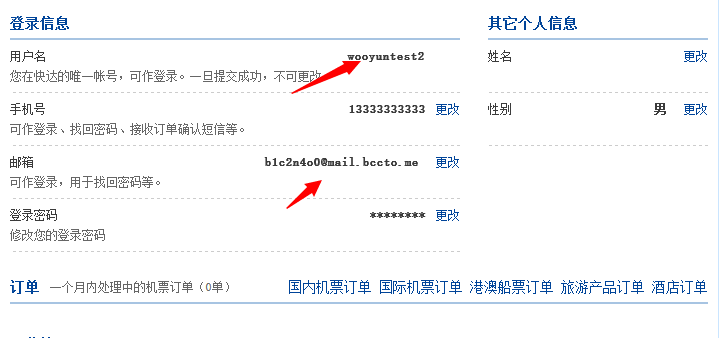 登录信息
用户名 wooyuntest2
您在快达的唯一帐号，可作登录。一旦提交成功，不可更改
手机号 13333333333 更改
可作登录、找回密码、接收订单确认短信等。
邮箱 b1c2n4o0@mail.bccto.me 更改
可作登录，用于找回密码等。
登录密码 ******** 更改
修改您的登录密码
其它个人信息
姓名 更改
性别 男 更改
订单 一个月内处理中的机票订单（0单） 国内机票订单 国际机票订单 港澳船票订单 旅游产品订单 酒店订单